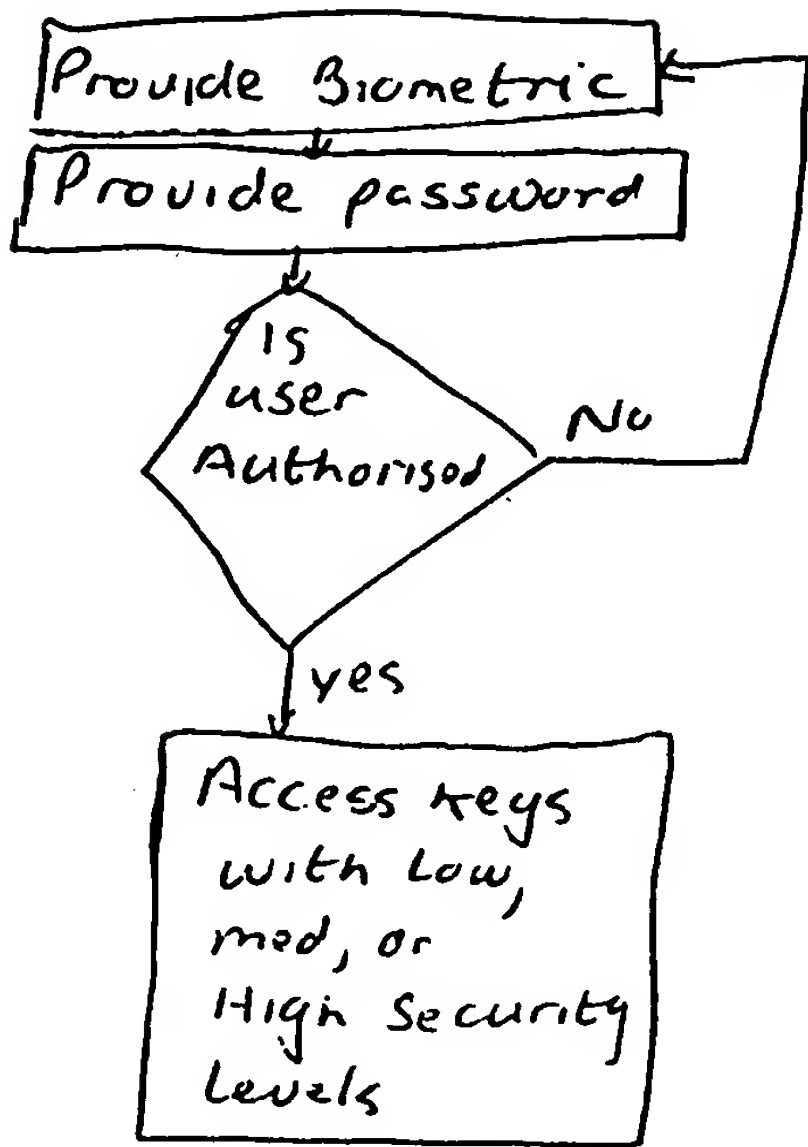 Provide Biometric
Provide password
Is
user
Authorised
No
yes
Access keys
with Low,
med, or
High Security
Levels